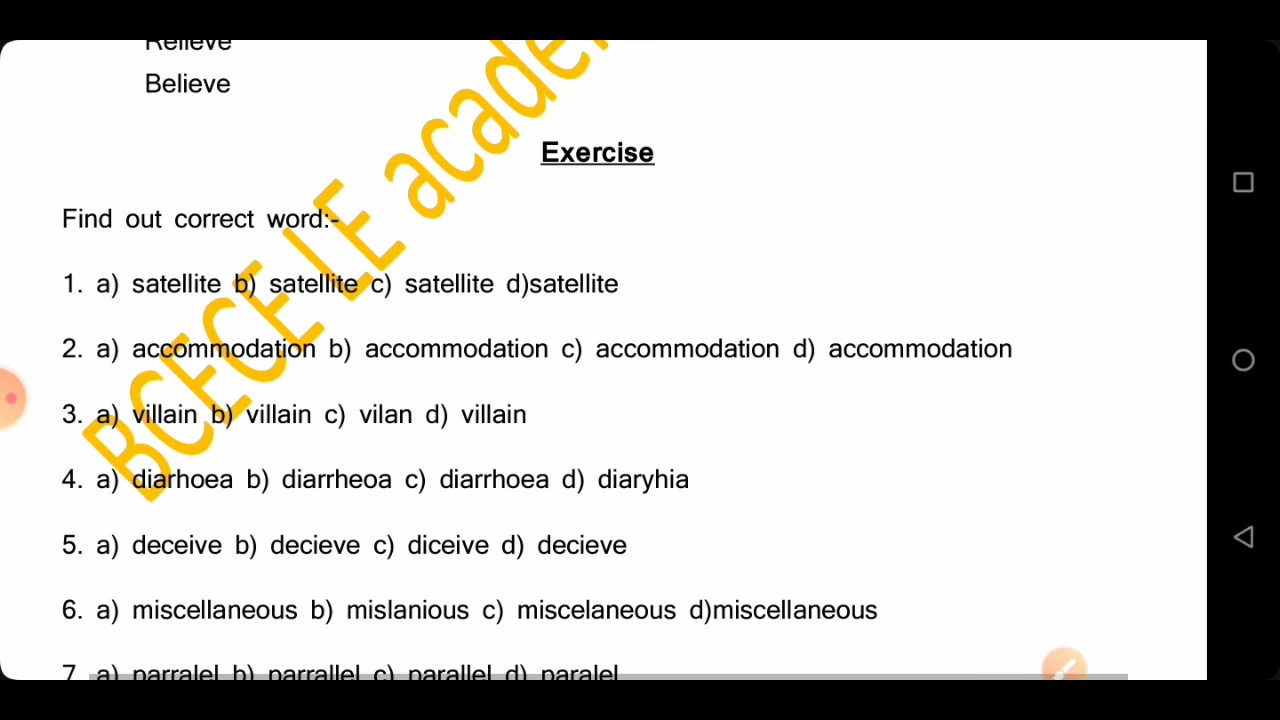 Relieve
Believe
Exercise
Find out correct word:-
1. a) satellite b) satellite c) satellite d)satellite
2. a) accommodation b) accommodation c) accommodation d) accommodation
3. a) villain b) villain c) vilan d) villain
4. a) diarhoea b) diarrheoa c) diarrhoea d) diaryhia
5. a) deceive b) decieve c) diceive d) decieve
6. a) miscellaneous b) mislanious c) miscelaneous d)miscellaneous
7. a) parralel b) parrallel c) parallel d) paralel
BCECE LE acade